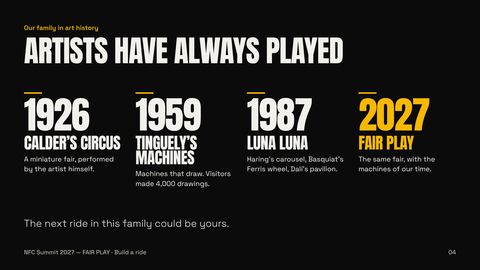 Our family in art history
ARTISTS HAVE ALWAYS PLAYED
1926
CALDER'S CIRCUS
A miniature fair, performed
by the artist himself.
1959
TINGUELY'S
MACHINES
Machines that draw. Visitors
made 4,000 drawings.
1987
LUNA LUNA
Haring's carousel, Basquiat's
Ferris wheel, Dalí's pavilion.
2027
FAIR PLAY
The same fair, with the
machines of our time.
The next ride in this family could be yours.
NFC Summit 2027 — FAIR PLAY · Build a ride
04